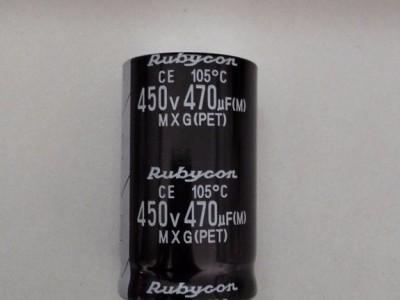 Rubycon
CE 105°C
450v 470µF(M)
MXG(PET)
Rubycon
CE 105°C
450v 470µF(M)
MXG(PET)
Rubycon